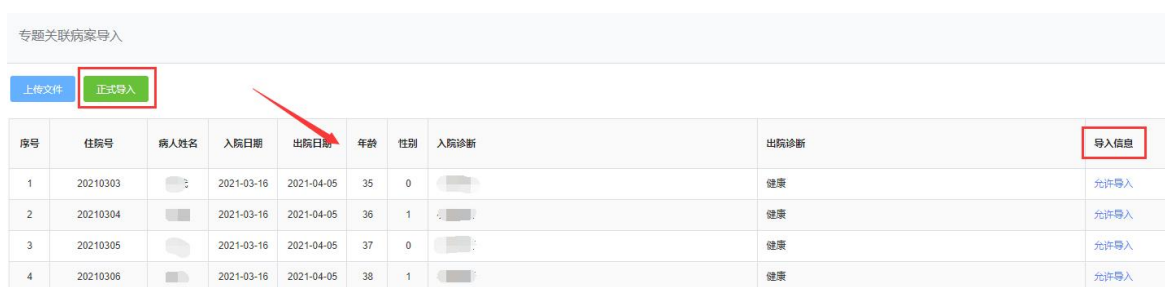 专题关联病案导入
上传文件 正式导入
序号 住院号 病人姓名 入院日期 出院日期 年龄 性别 入院诊断 出院诊断 导入信息
1 20210303 2021-03-16 2021-04-05 35 0 健康 允许导入
2 20210304 2021-03-16 2021-04-05 36 1 健康 允许导入
3 20210305 2021-03-16 2021-04-05 37 0 健康 允许导入
4 20210306 2021-03-16 2021-04-05 38 1 健康 允许导入